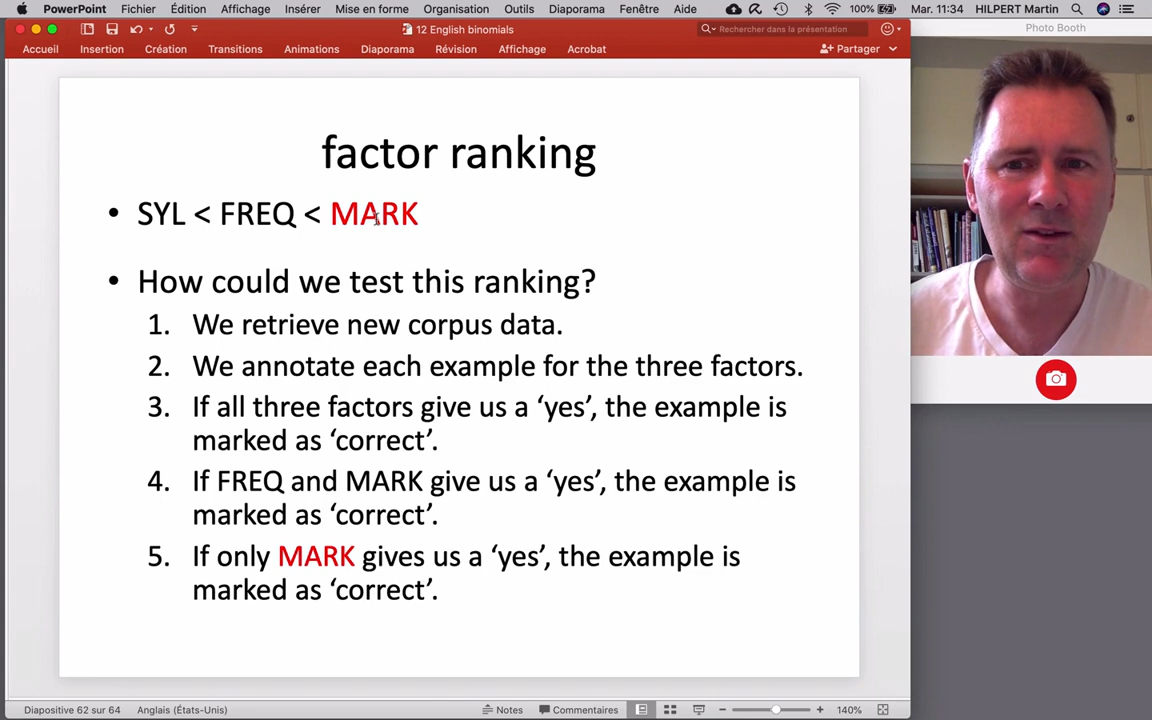 PowerPoint Fichier Édition Affichage Insérer Mise en forme Organisation Outils Diaporama Fenêtre Aide 100% Mar. 11:34 HILPERT Martin
12 English binomials
Rechercher dans la présentation
Photo Booth
Accueil Insertion Création Transitions Animations Diaporama Révision Affichage Acrobat Partager
factor ranking
• SYL < FREQ < MARK
• How could we test this ranking?
1. We retrieve new corpus data.
2. We annotate each example for the three factors.
3. If all three factors give us a ‘yes’, the example is
marked as ‘correct’.
4. If FREQ and MARK give us a ‘yes’, the example is
marked as ‘correct’.
5. If only MARK gives us a ‘yes’, the example is
marked as ‘correct’.
Diapositive 62 sur 64 Anglais (États-Unis) Notes Commentaires 140%